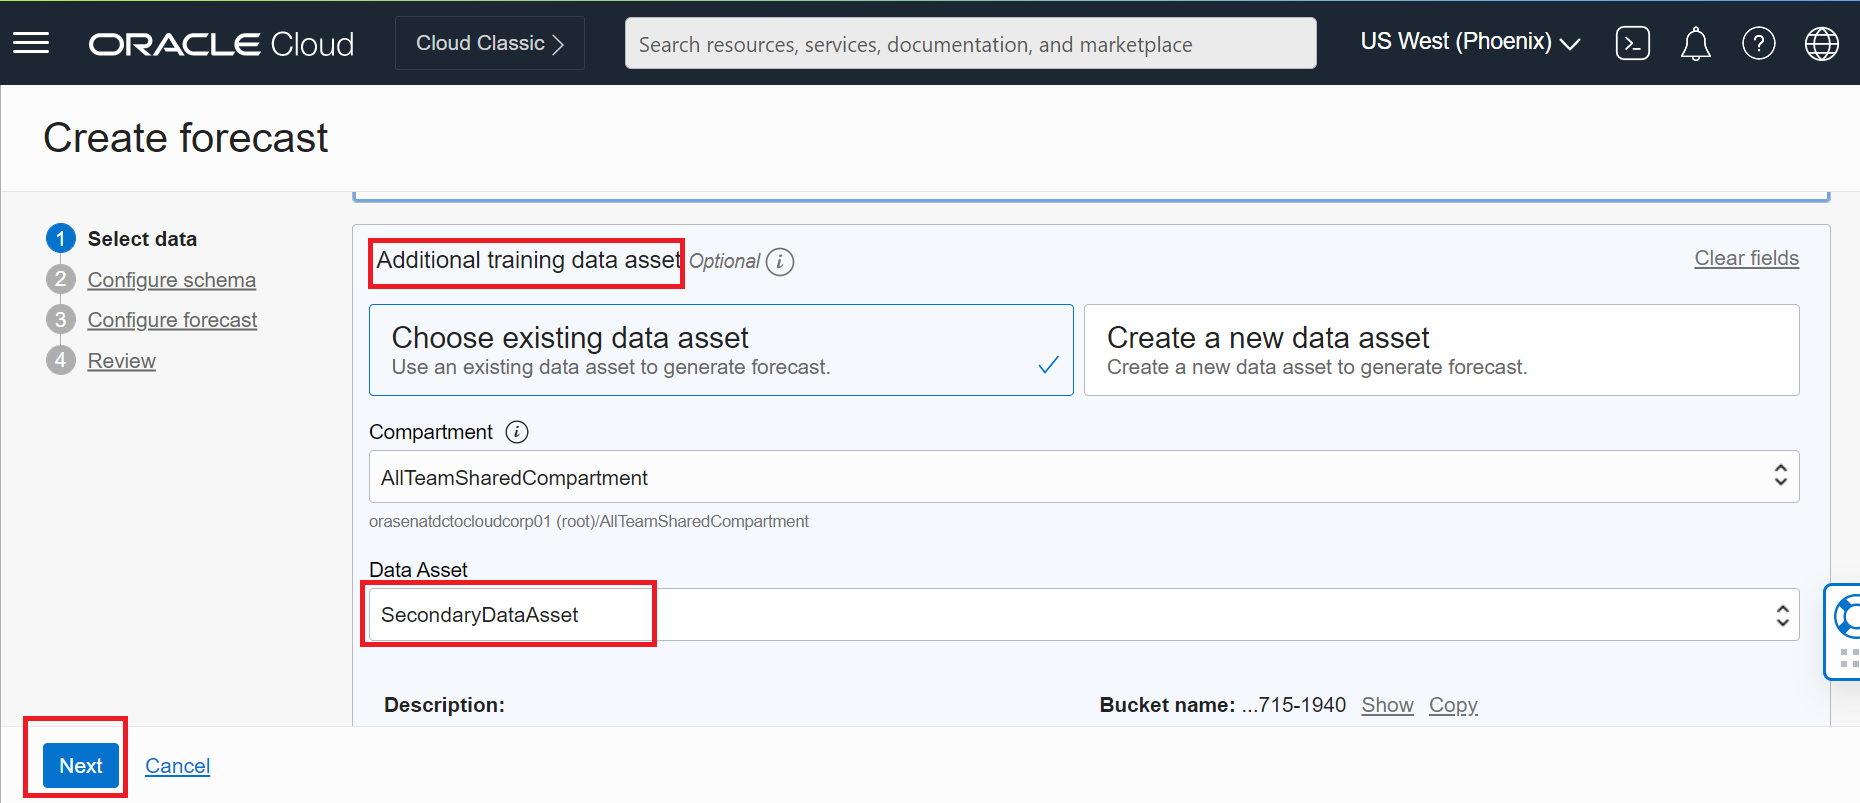 ORACLE Cloud
Cloud Classic
Search resources, services, documentation, and marketplace
US West (Phoenix)
Create forecast
1 Select data
2 Configure schema
3 Configure forecast
4 Review
Additional training data asset Optional
Clear fields
Choose existing data asset
Use an existing data asset to generate forecast.
Create a new data asset
Create a new data asset to generate forecast.
Compartment
AllTeamSharedCompartment
orasenatdctocloudcorp01 (root)/AllTeamSharedCompartment
Data Asset
SecondaryDataAsset
Description:
Bucket name: ...715-1940 Show Copy
Next
Cancel